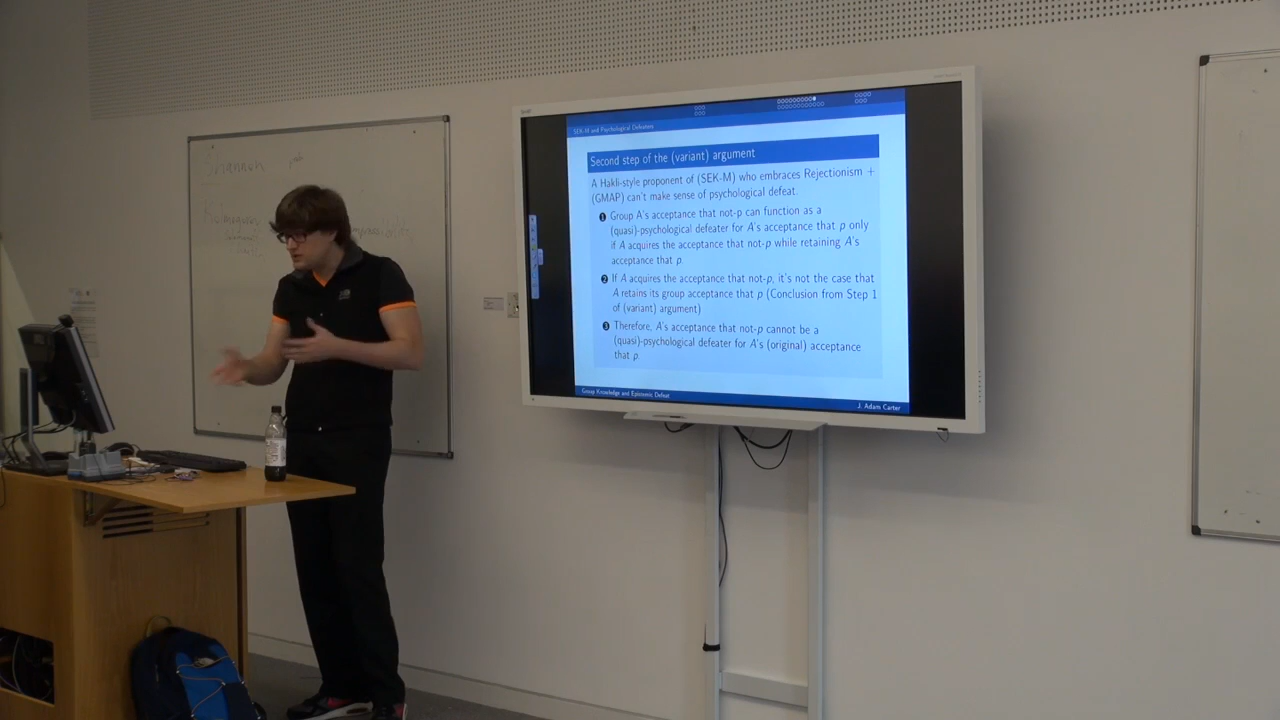 Shannon
SEK-M and Psychological Defeaters
Second step of the (variant) argument
A Hakli-style proponent of (SEK-M) who embraces Rejectionism +
(GMAP) can't make sense of psychological defeat.
1 Group A's acceptance that not-p can function as a
(quasi)-psychological defeater for A's acceptance that p only
if A acquires the acceptance that not-p while retaining A's
acceptance that p.
2 If A acquires the acceptance that not-p, it's not the case that
A retains its group acceptance that p (Conclusion from Step 1
of (variant) argument)
3 Therefore, A's acceptance that not-p cannot be a
(quasi)-psychological defeater for A's (original) acceptance
that p.
Group Knowledge and Epistemic Defeat
J. Adam Carter